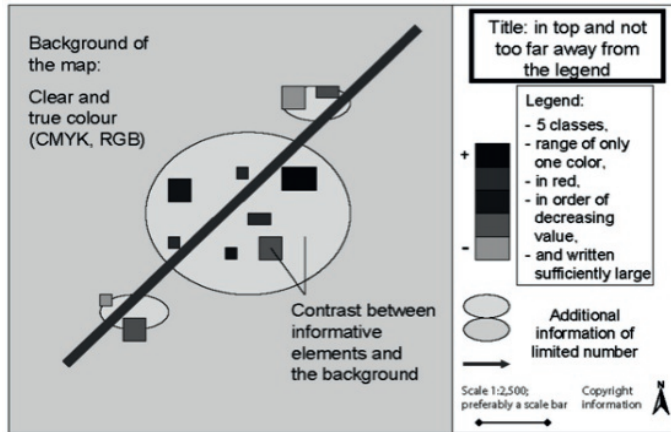 Background of
the map:
Clear and
true colour
(CMYK, RGB)
Contrast between
informative
elements and
the background
Title: in top and not
too far away from
the legend
Legend:
- 5 classes,
- range of only
one color,
- in red,
- in order of
decreasing
value,
- and written
sufficiently large
+
-
Additional
information of
limited number
Scale 1:2,500;
preferably a scale bar
Copyright
information
N